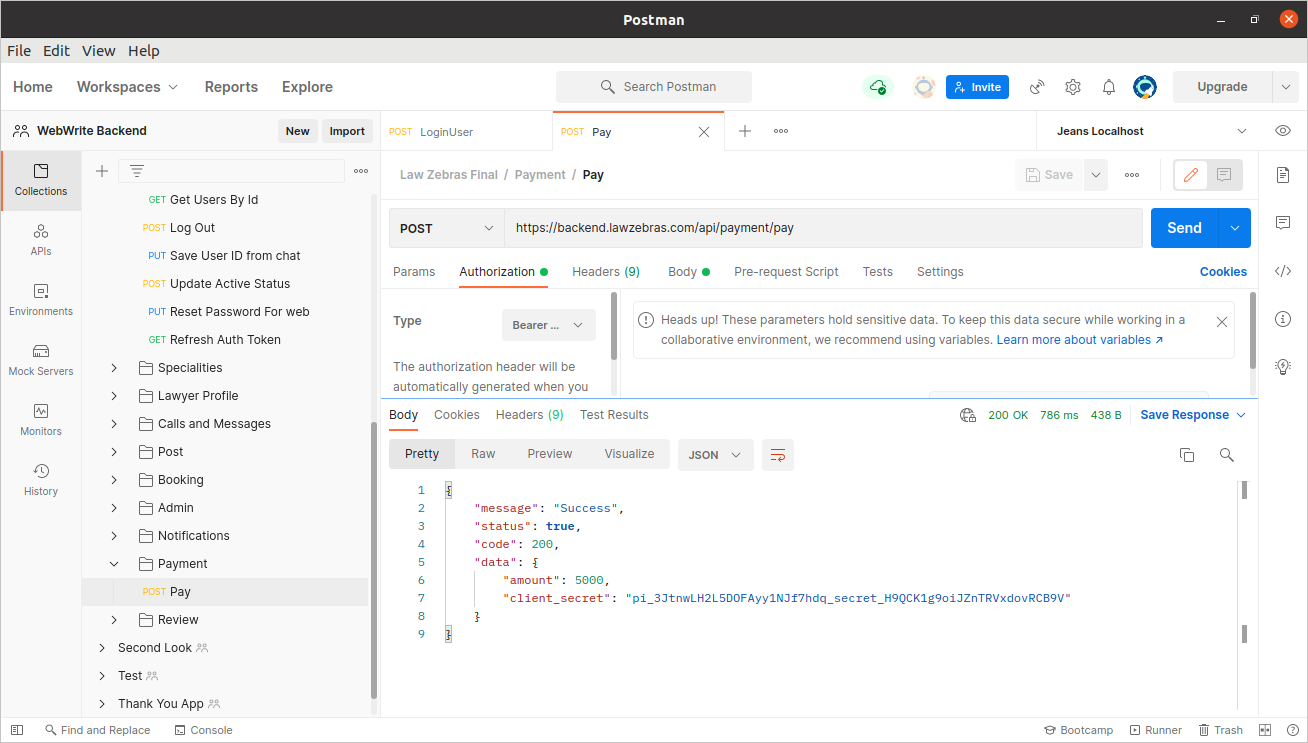 Postman
File Edit View Help
Home Workspaces Reports Explore Search Postman Invite Upgrade
WebWrite Backend New Import
POST LoginUser POST Pay Jeans Localhost
Collections
APIs
Environments
Mock Servers
Monitors
History
GET Get Users By Id
POST Log Out
PUT Save User ID from chat
POST Update Active Status
PUT Reset Password For web
GET Refresh Auth Token
Specialities
Lawyer Profile
Calls and Messages
Post
Booking
Admin
Notifications
Payment
POST Pay
Review
Second Look
Test
Thank You App
Law Zebras Final / Payment / Pay Save
POST https://backend.lawzebras.com/api/payment/pay Send
Params Authorization Headers (9) Body Pre-request Script Tests Settings Cookies
Type Bearer ...
The authorization header will be
automatically generated when you
Heads up! These parameters hold sensitive data. To keep this data secure while working in a
collaborative environment, we recommend using variables. Learn more about variables ↗
Body Cookies Headers (9) Test Results 200 OK 786 ms 438 B Save Response
Pretty Raw Preview Visualize JSON
1 {
2 "message": "Success",
3 "status": true,
4 "code": 200,
5 "data": {
6 "amount": 5000,
7 "client_secret": "pi_3JtnwLH2L5DOFAyy1NJf7hdq_secret_H9QCK1g9oiJZnTRVxdovRCB9V"
8 }
9 }
Find and Replace Console Bootcamp Runner Trash